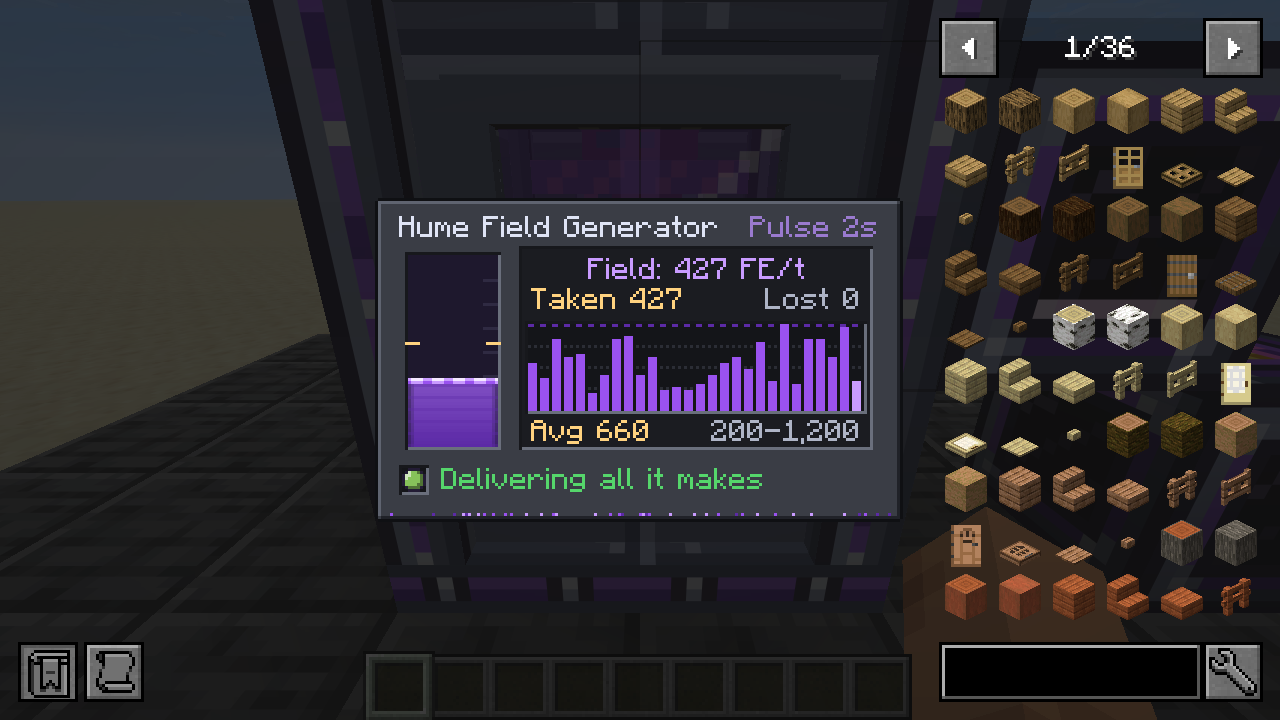 1/36
Hume Field Generator Pulse 2s
Field: 427 FE/t
Taken 427 Lost 0
Avg 660 200-1,200
Delivering all it makes